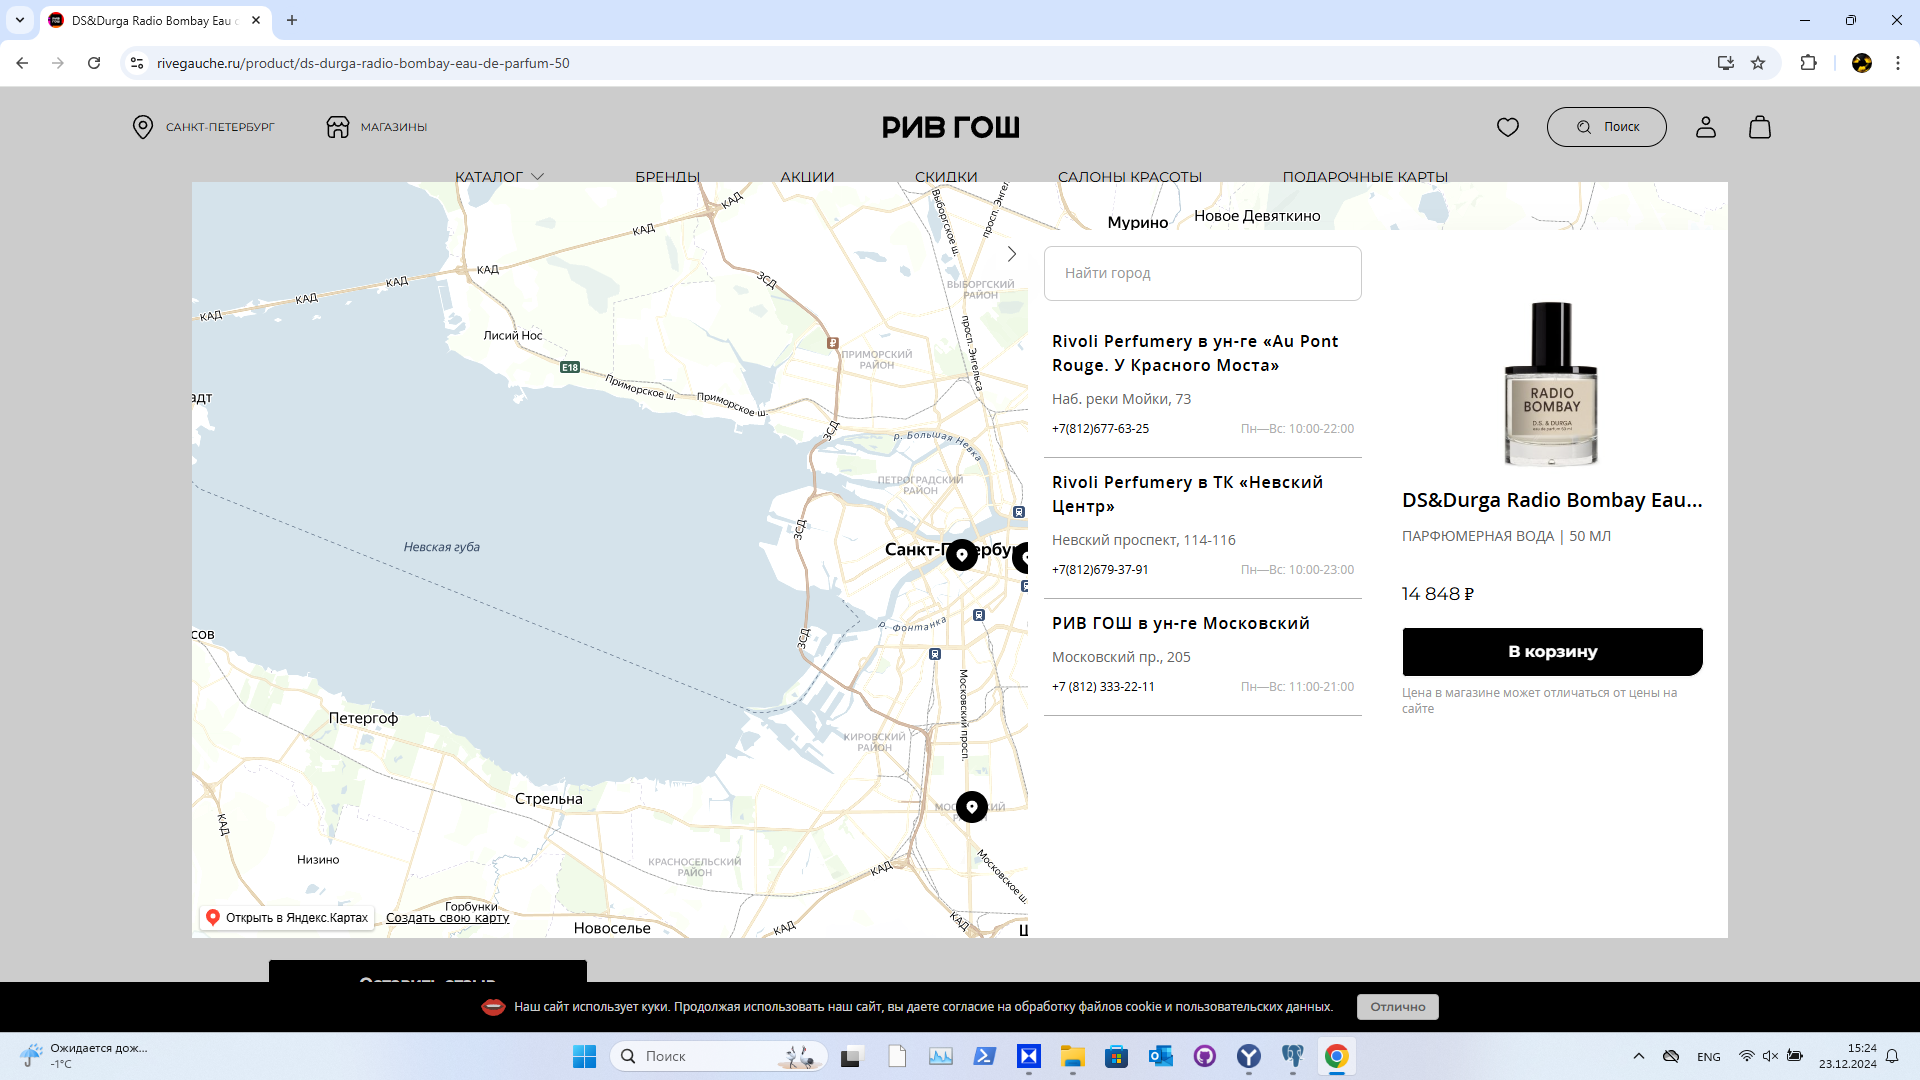 DS&Durga Radio Bombay Eau
rivegauche.ru/product/ds-durga-radio-bombay-eau-de-parfum-50
САНКТ-ПЕТЕРБУРГ
МАГАЗИНЫ
РИВ ГОШ
Поиск
КАТАЛОГ
БРЕНДЫ
АКЦИИ
СКИДКИ
САЛОНЫ КРАСОТЫ
ПОДАРОЧНЫЕ КАРТЫ
Мурино
Новое Девяткино
КАД
КАД
КАД
КАД
КАД
КАД
Выборгское ш.
просп. Энгел
ЗСД
ВЫБОРГСКИЙ
РАЙОН
Лисий Нос
E18
Приморское ш.
Приморское ш.
ПРИМОРСКИЙ
РАЙОН
просп. Энгельса
ЗСД
р. Большая Невка
ПЕТРОГРАДСКИЙ
РАЙОН
ЗСД
Невская губа
р. Фонтанка
ЗСД
Московский просп.
Петергоф
КИРОВСКИЙ
РАЙОН
Стрельна
КАД
Низино
КРАСНОСЕЛЬСКИЙ
РАЙОН
КАД
Московское ш.
Горбунки
Новоселье
КАД
КАД
Открыть в Яндекс.Картах
Создать свою карту
Найти город
Rivoli Perfumery в ун-ге «Au Pont
Rouge. У Красного Моста»
Наб. реки Мойки, 73
+7(812)677-63-25
Пн—Вс: 10:00-22:00
Rivoli Perfumery в ТК «Невский
Центр»
Невский проспект, 114-116
+7(812)679-37-91
Пн—Вс: 10:00-23:00
РИВ ГОШ в ун-ге Московский
Московский пр., 205
+7 (812) 333-22-11
Пн—Вс: 11:00-21:00
RADIO
BOMBAY
D.S. & DURGA
DS&Durga Radio Bombay Eau...
ПАРФЮМЕРНАЯ ВОДА | 50 МЛ
14 848 ₽
В корзину
Цена в магазине может отличаться от цены на
сайте
Оставить отзыв
Наш сайт использует куки. Продолжая использовать наш сайт, вы даете согласие на обработку файлов cookie и пользовательских данных.
Отлично
Ожидается дож...
-1°C
Поиск
ENG
15:24
23.12.2024